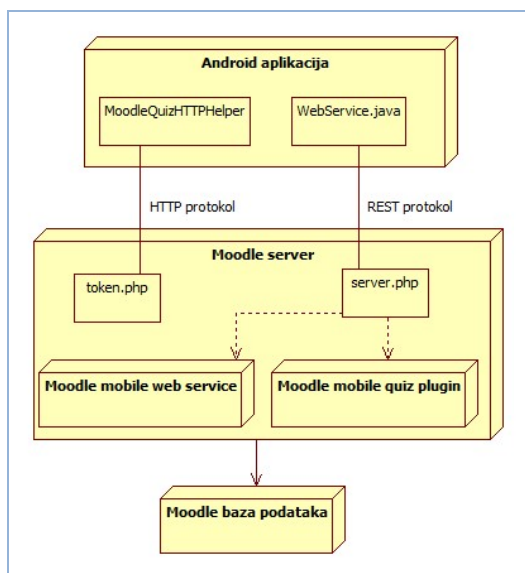 Android aplikacija
MoodleQuizHTTPHelper
WebService.java
HTTP protokol
REST protokol
Moodle server
token.php
server.php
Moodle mobile web service
Moodle mobile quiz plugin
Moodle baza podataka